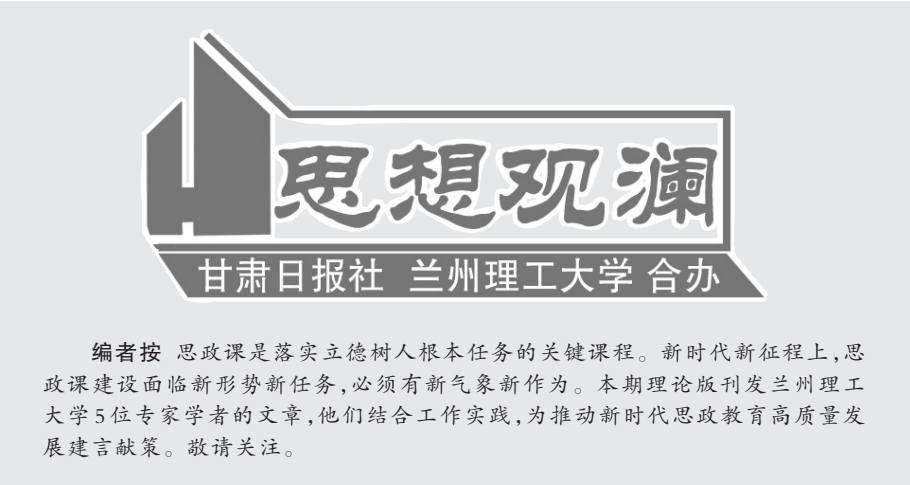 思想观澜
甘肃日报社 兰州理工大学 合办
编者按 思政课是落实立德树人根本任务的关键课程。新时代新征程上,思
政课建设面临新形势新任务,必须有新气象新作为。本期理论版刊发兰州理工
大学5位专家学者的文章,他们结合工作实践,为推动新时代思政教育高质量发
展建言献策。敬请关注。